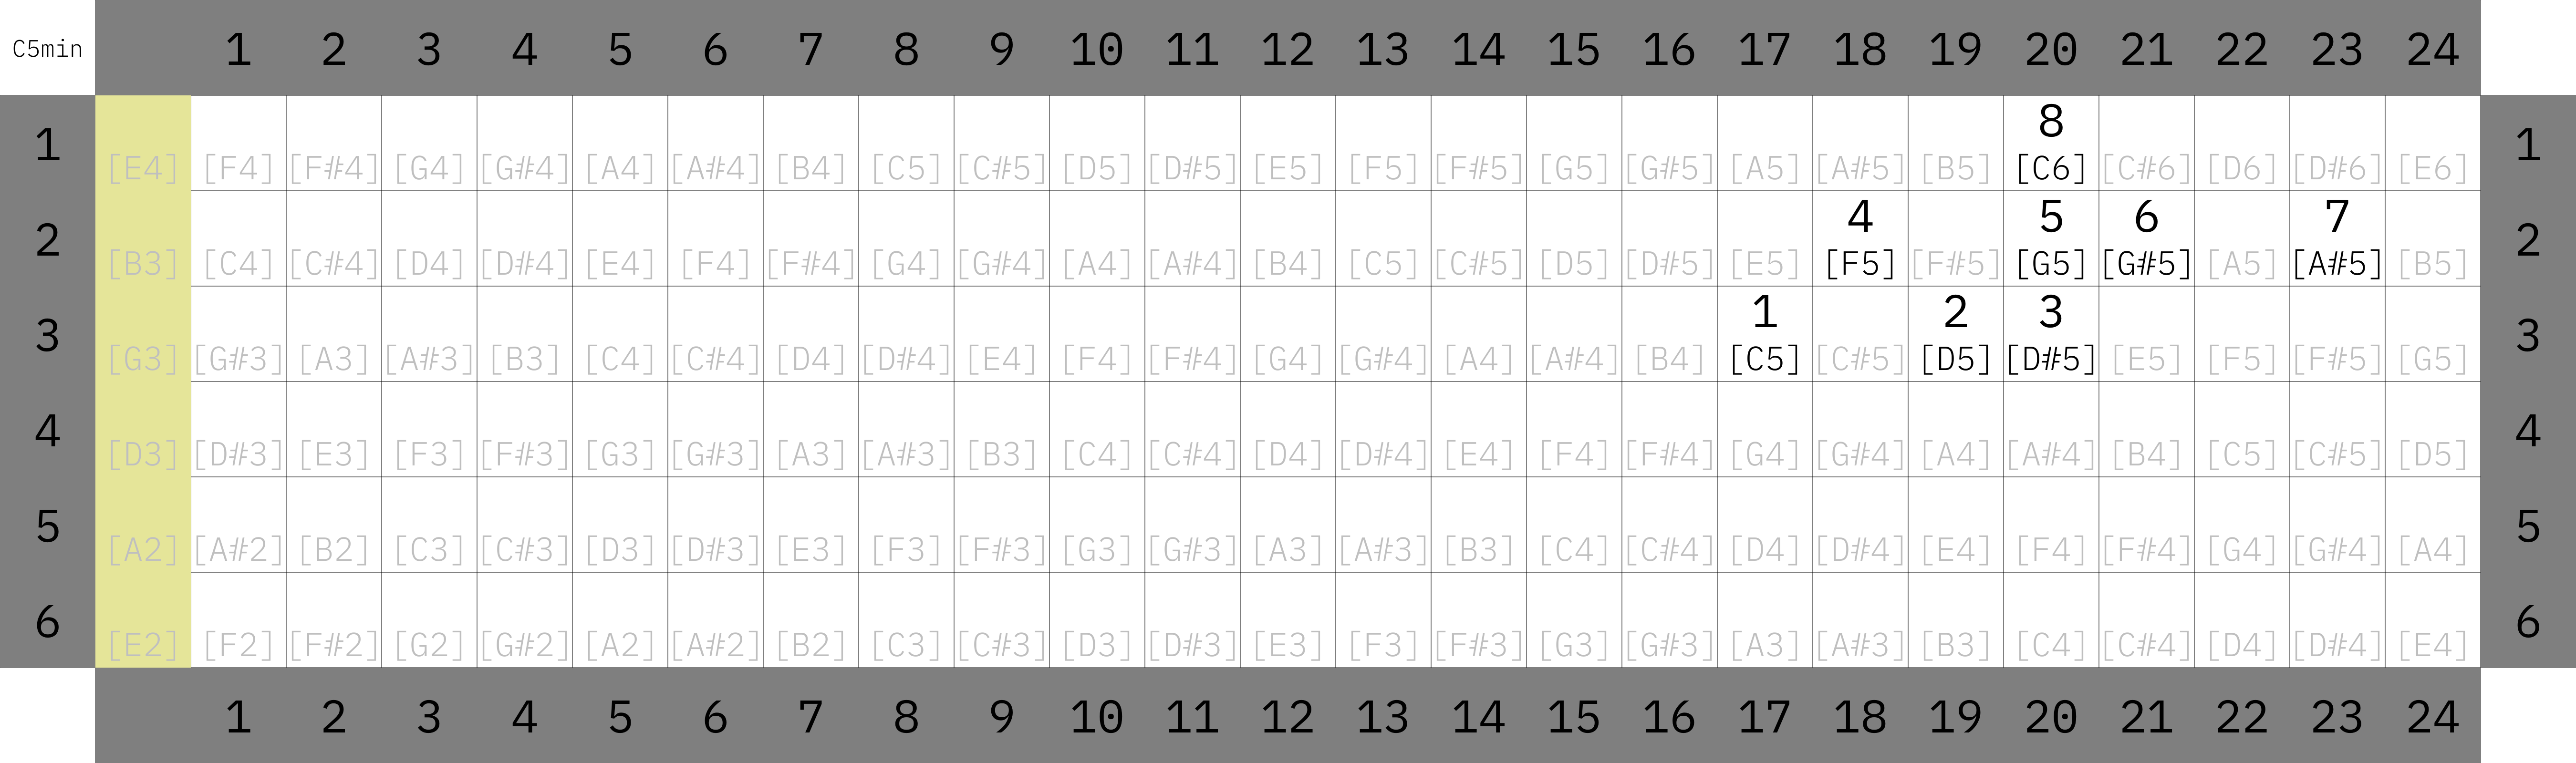 C5min 1 2 3 4 5 6 7 8 9 10 11 12 13 14 15 16 17 18 19 20 21 22 23 24
8
1 [E4] [F4] [F#4] [G4] [G#4] [A4] [A#4] [B4] [C5] [C#5] [D5] [D#5] [E5] [F5] [F#5] [G5] [G#5] [A5] [A#5] [B5] [C6] [C#6] [D6] [D#6] [E6] 1
4 5 6 7
2 [B3] [C4] [C#4] [D4] [D#4] [E4] [F4] [F#4] [G4] [G#4] [A4] [A#4] [B4] [C5] [C#5] [D5] [D#5] [E5] [F5] [F#5] [G5] [G#5] [A5] [A#5] [B5] 2
1 2 3
3 [G3] [G#3] [A3] [A#3] [B3] [C4] [C#4] [D4] [D#4] [E4] [F4] [F#4] [G4] [G#4] [A4] [A#4] [B4] [C5] [C#5] [D5] [D#5] [E5] [F5] [F#5] [G5] 3
4 [D3] [D#3] [E3] [F3] [F#3] [G3] [G#3] [A3] [A#3] [B3] [C4] [C#4] [D4] [D#4] [E4] [F4] [F#4] [G4] [G#4] [A4] [A#4] [B4] [C5] [C#5] [D5] 4
5 [A2] [A#2] [B2] [C3] [C#3] [D3] [D#3] [E3] [F3] [F#3] [G3] [G#3] [A3] [A#3] [B3] [C4] [C#4] [D4] [D#4] [E4] [F4] [F#4] [G4] [G#4] [A4] 5
6 [E2] [F2] [F#2] [G2] [G#2] [A2] [A#2] [B2] [C3] [C#3] [D3] [D#3] [E3] [F3] [F#3] [G3] [G#3] [A3] [A#3] [B3] [C4] [C#4] [D4] [D#4] [E4] 6
1 2 3 4 5 6 7 8 9 10 11 12 13 14 15 16 17 18 19 20 21 22 23 24